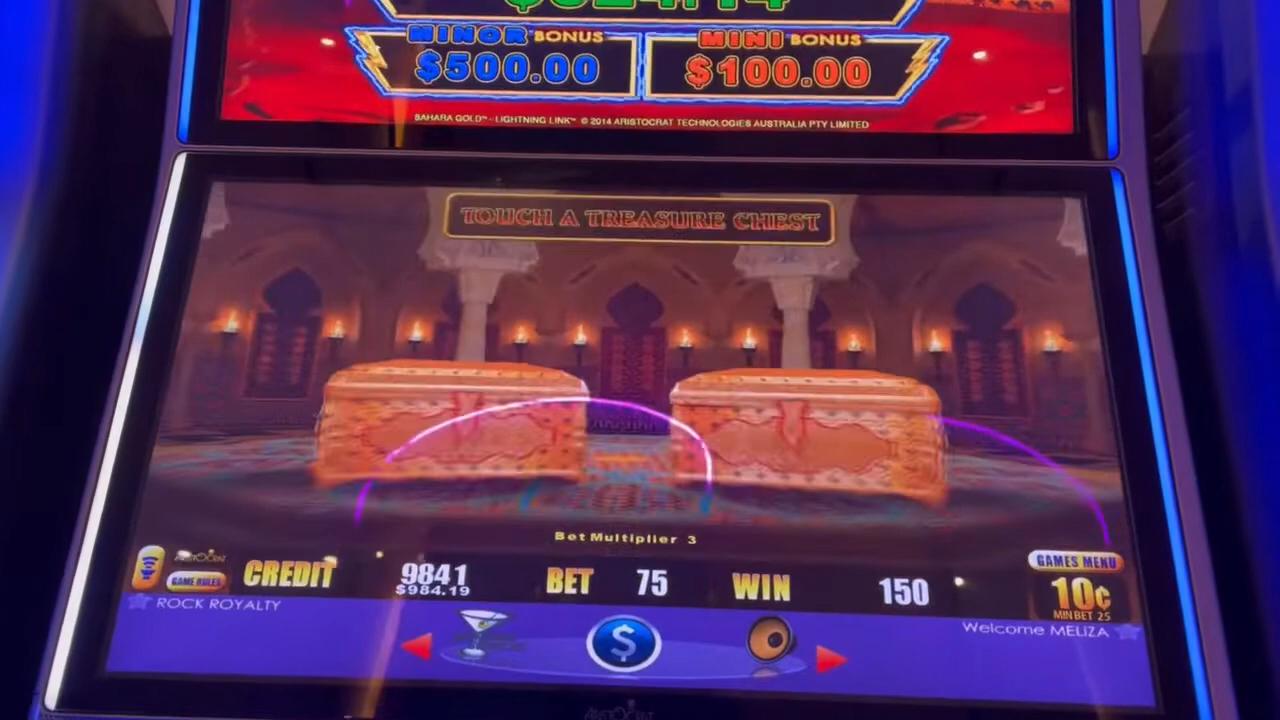 MINOR BONUS
$500.00
MINI BONUS
$100.00
SAHARA GOLD™ - LIGHTNING LINK™ © 2014 ARISTOCRAT TECHNOLOGIES AUSTRALIA PTY LIMITED
TOUCH A TREASURE CHEST
Bet Multiplier 3
ARISTOCRAT
GAME RULES
CREDIT 9841
$984.19
BET 75
WIN 150
GAMES MENU
10¢
MIN BET 25
ROCK ROYALTY
Welcome MELIZA
$
ARISTOCRAT